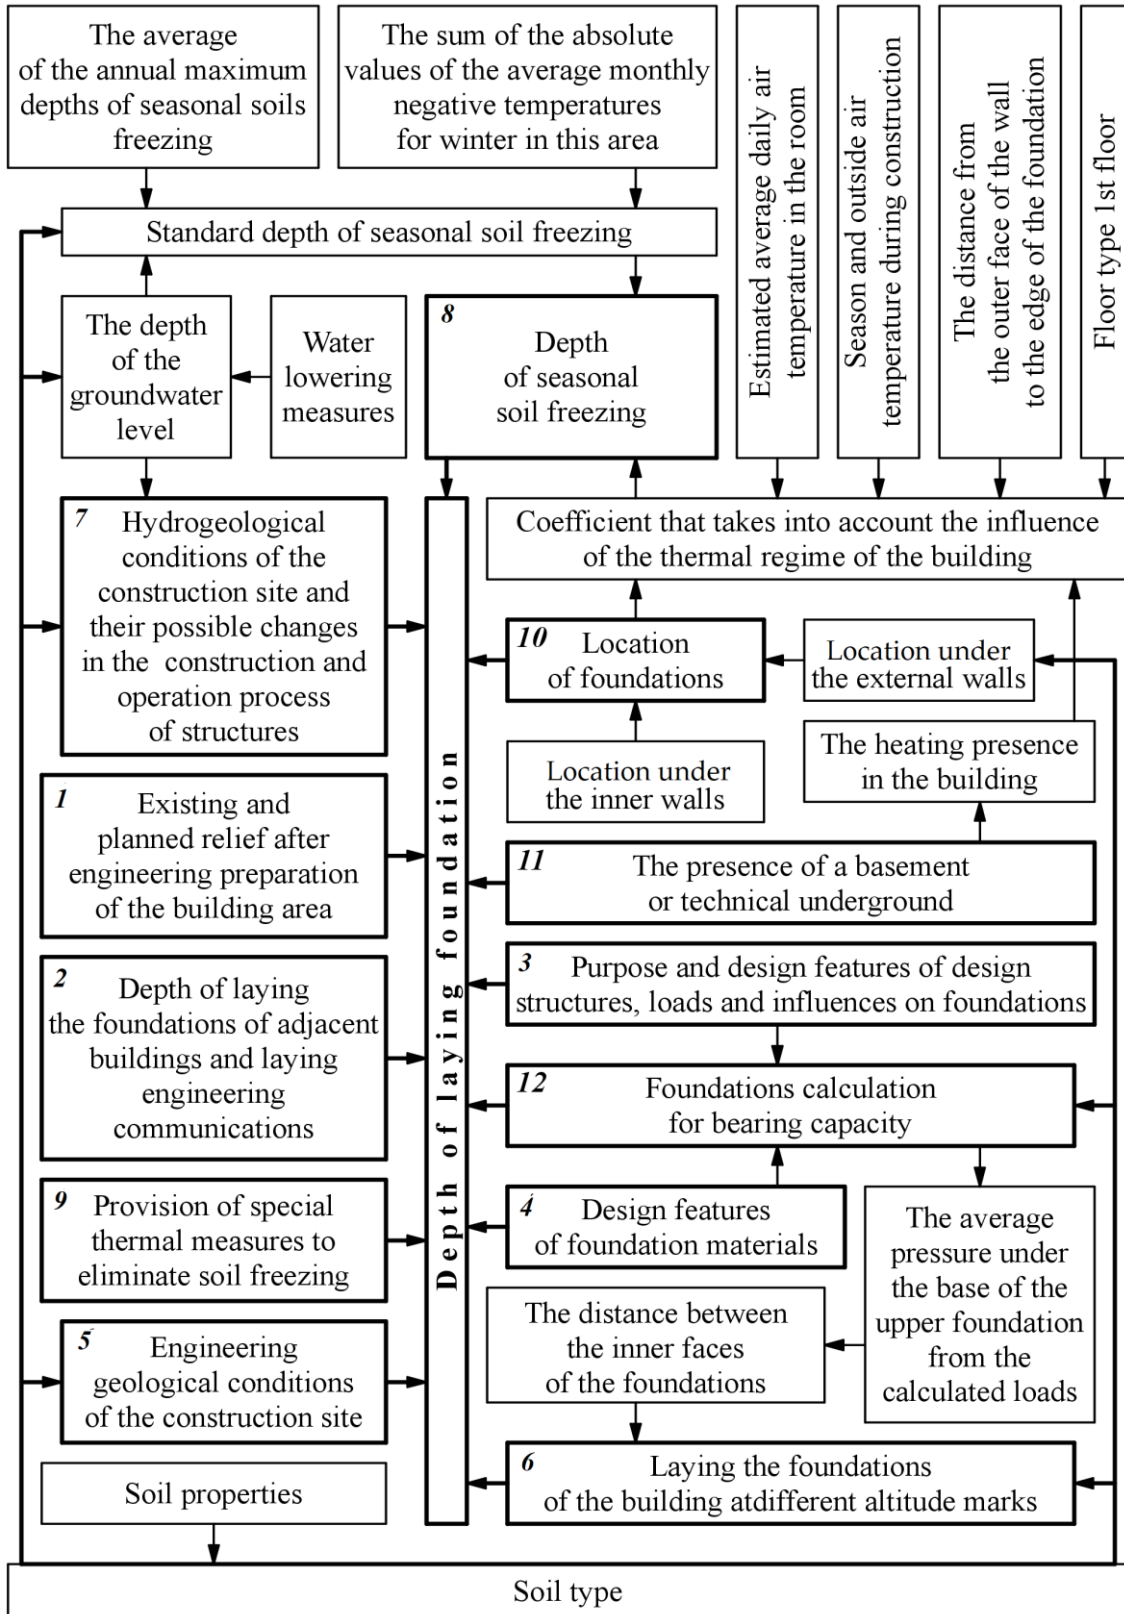 The average
of the annual maximum
depths of seasonal soils
freezing
The sum of the absolute
values of the average monthly
negative temperatures
for winter in this area
Estimated average daily air
temperature in the room
Season and outside air
temperature during construction
The distance from
the outer face of the wall
to the edge of the foundation
Floor type 1st floor
Standard depth of seasonal soil freezing
The depth
of the
groundwater
level
Water
lowering
measures
8
Depth
of seasonal
soil freezing
7
Hydrogeological
conditions of the
construction site and
their possible changes
in the construction and
operation process
of structures
Coefficient that takes into account the influence
of the thermal regime of the building
10
Location
of foundations
Location under
the external walls
Location under
the inner walls
The heating presence
in the building
1
Existing and
planned relief after
engineering preparation
of the building area
Depth of laying foundation
11
The presence of a basement
or technical underground
3
Purpose and design features of design
structures, loads and influences on foundations
2
Depth of laying
the foundations of adjacent
buildings and laying
engineering
communications
12
Foundations calculation
for bearing capacity
9
Provision of special
thermal measures to
eliminate soil freezing
4
Design features
of foundation materials
The average
pressure under
the base of the
upper foundation
from the
calculated loads
The distance between
the inner faces
of the foundations
5
Engineering
geological conditions
of the construction site
6
Laying the foundations
of the building atdifferent altitude marks
Soil properties
Soil type